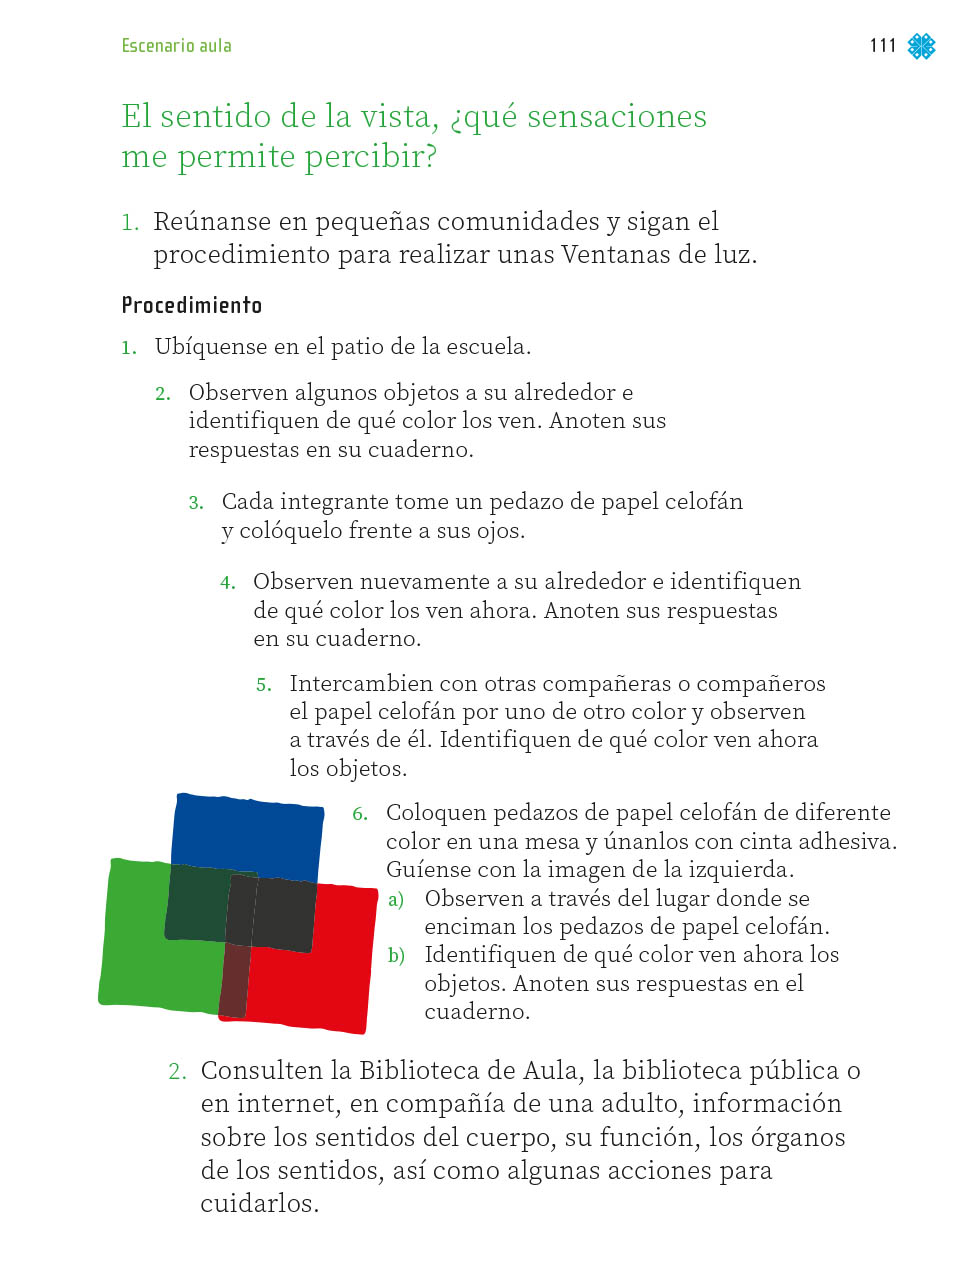 Escenario aula
111
El sentido de la vista, ¿qué sensaciones
me permite percibir?
1. Reúnanse en pequeñas comunidades y sigan el
procedimiento para realizar unas Ventanas de luz.
Procedimiento
1. Ubíquense en el patio de la escuela.
2. Observen algunos objetos a su alrededor e
identifiquen de qué color los ven. Anoten sus
respuestas en su cuaderno.
3. Cada integrante tome un pedazo de papel celofán
y colóquelo frente a sus ojos.
4. Observen nuevamente a su alrededor e identifiquen
de qué color los ven ahora. Anoten sus respuestas
en su cuaderno.
5. Intercambien con otras compañeras o compañeros
el papel celofán por uno de otro color y observen
a través de él. Identifiquen de qué color ven ahora
los objetos.
6. Coloquen pedazos de papel celofán de diferente
color en una mesa y únanlos con cinta adhesiva.
Guíense con la imagen de la izquierda.
a) Observen a través del lugar donde se
enciman los pedazos de papel celofán.
b) Identifiquen de qué color ven ahora los
objetos. Anoten sus respuestas en el
cuaderno.
2. Consulten la Biblioteca de Aula, la biblioteca pública o
en internet, en compañía de una adulto, información
sobre los sentidos del cuerpo, su función, los órganos
de los sentidos, así como algunas acciones para
cuidarlos.